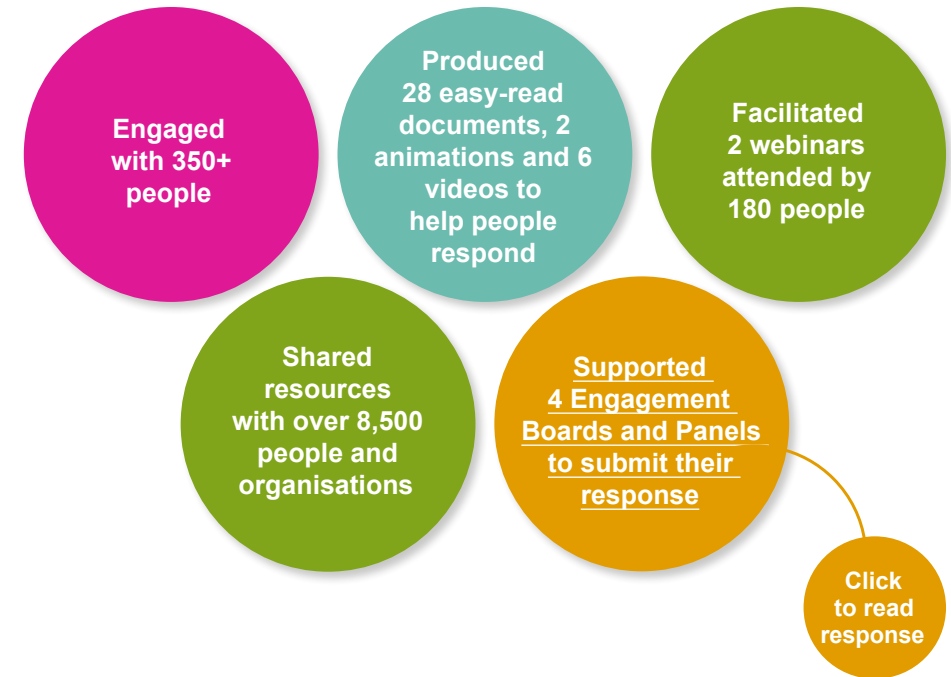 Engaged
with 350+
people
Produced
28 easy-read
documents, 2
animations and 6
videos to
help people
respond
Facilitated
2 webinars
attended by
180 people
Shared
resources
with over 8,500
people and
organisations
Supported
4 Engagement
Boards and Panels
to submit their
response
Click
to read
response